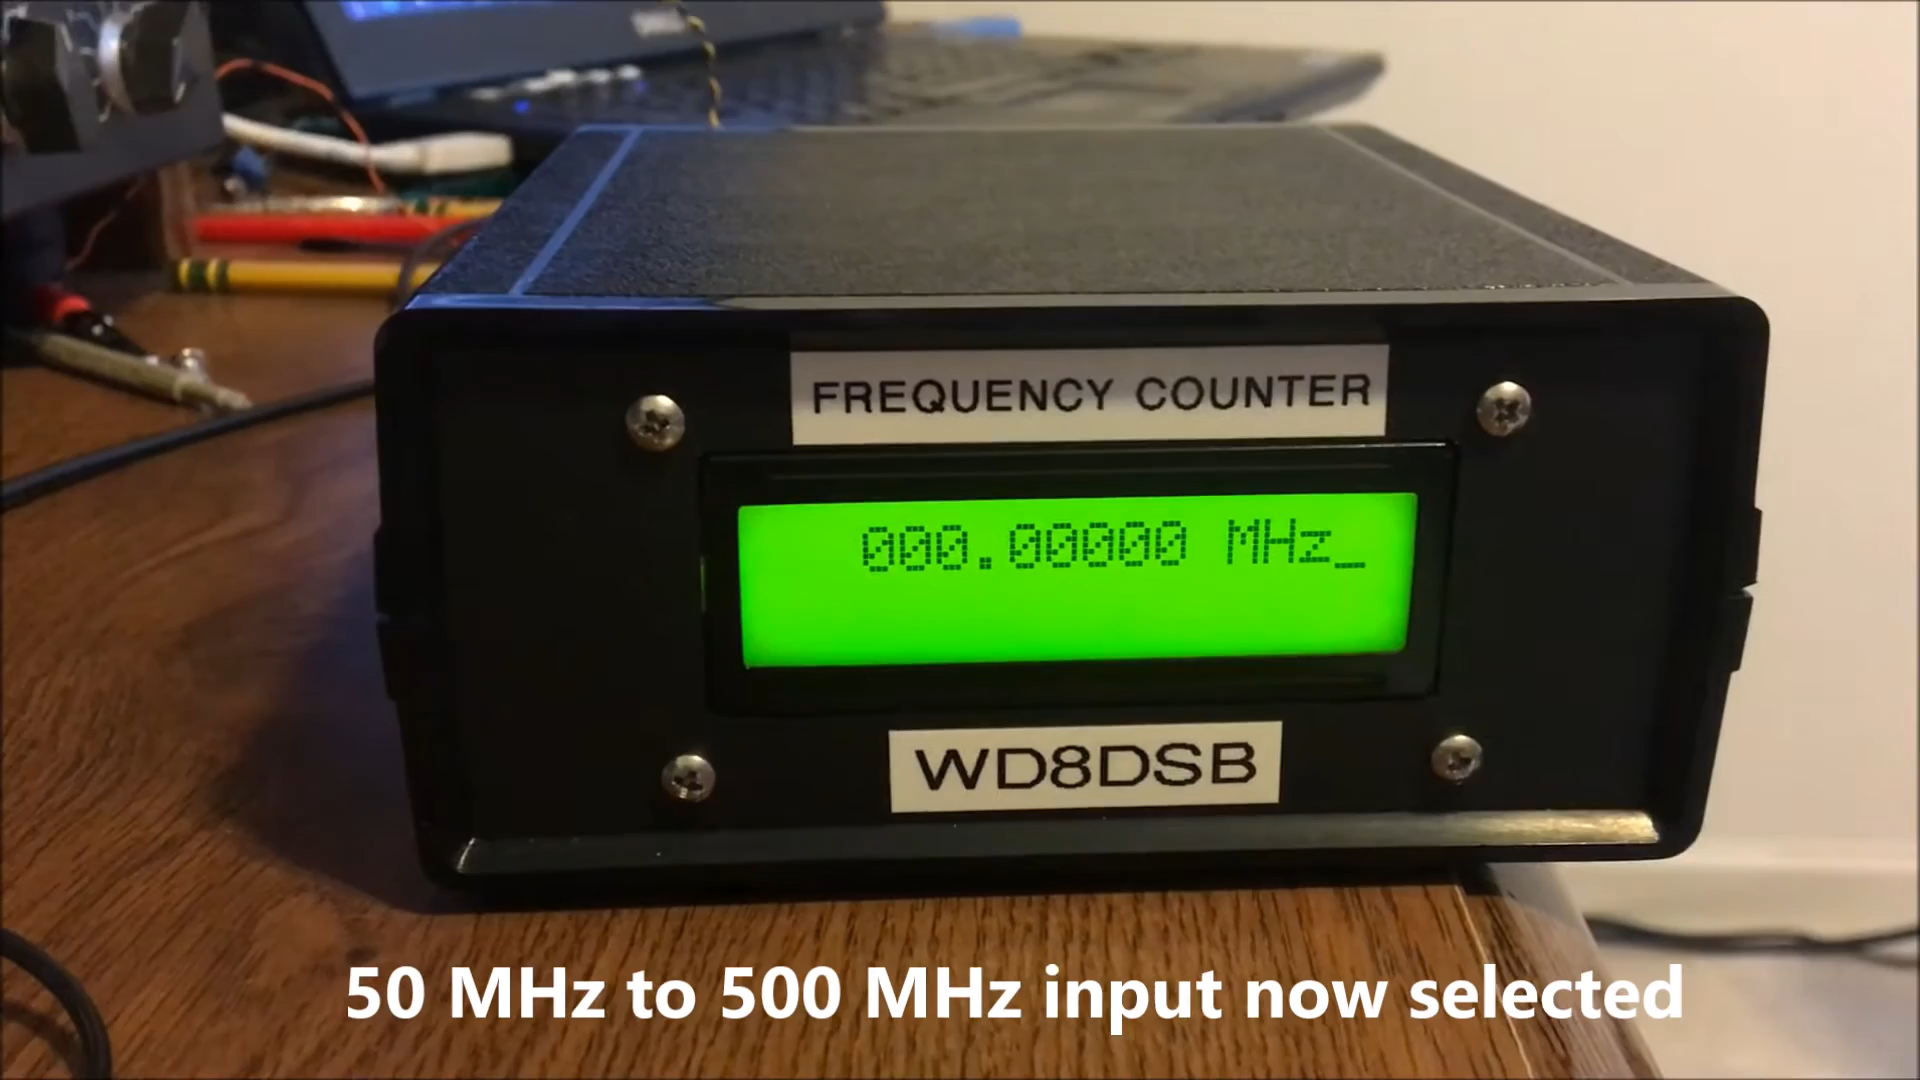 FREQUENCY COUNTER
000.00000 MHz_
WD8DSB
50 MHz to 500 MHz input now selected